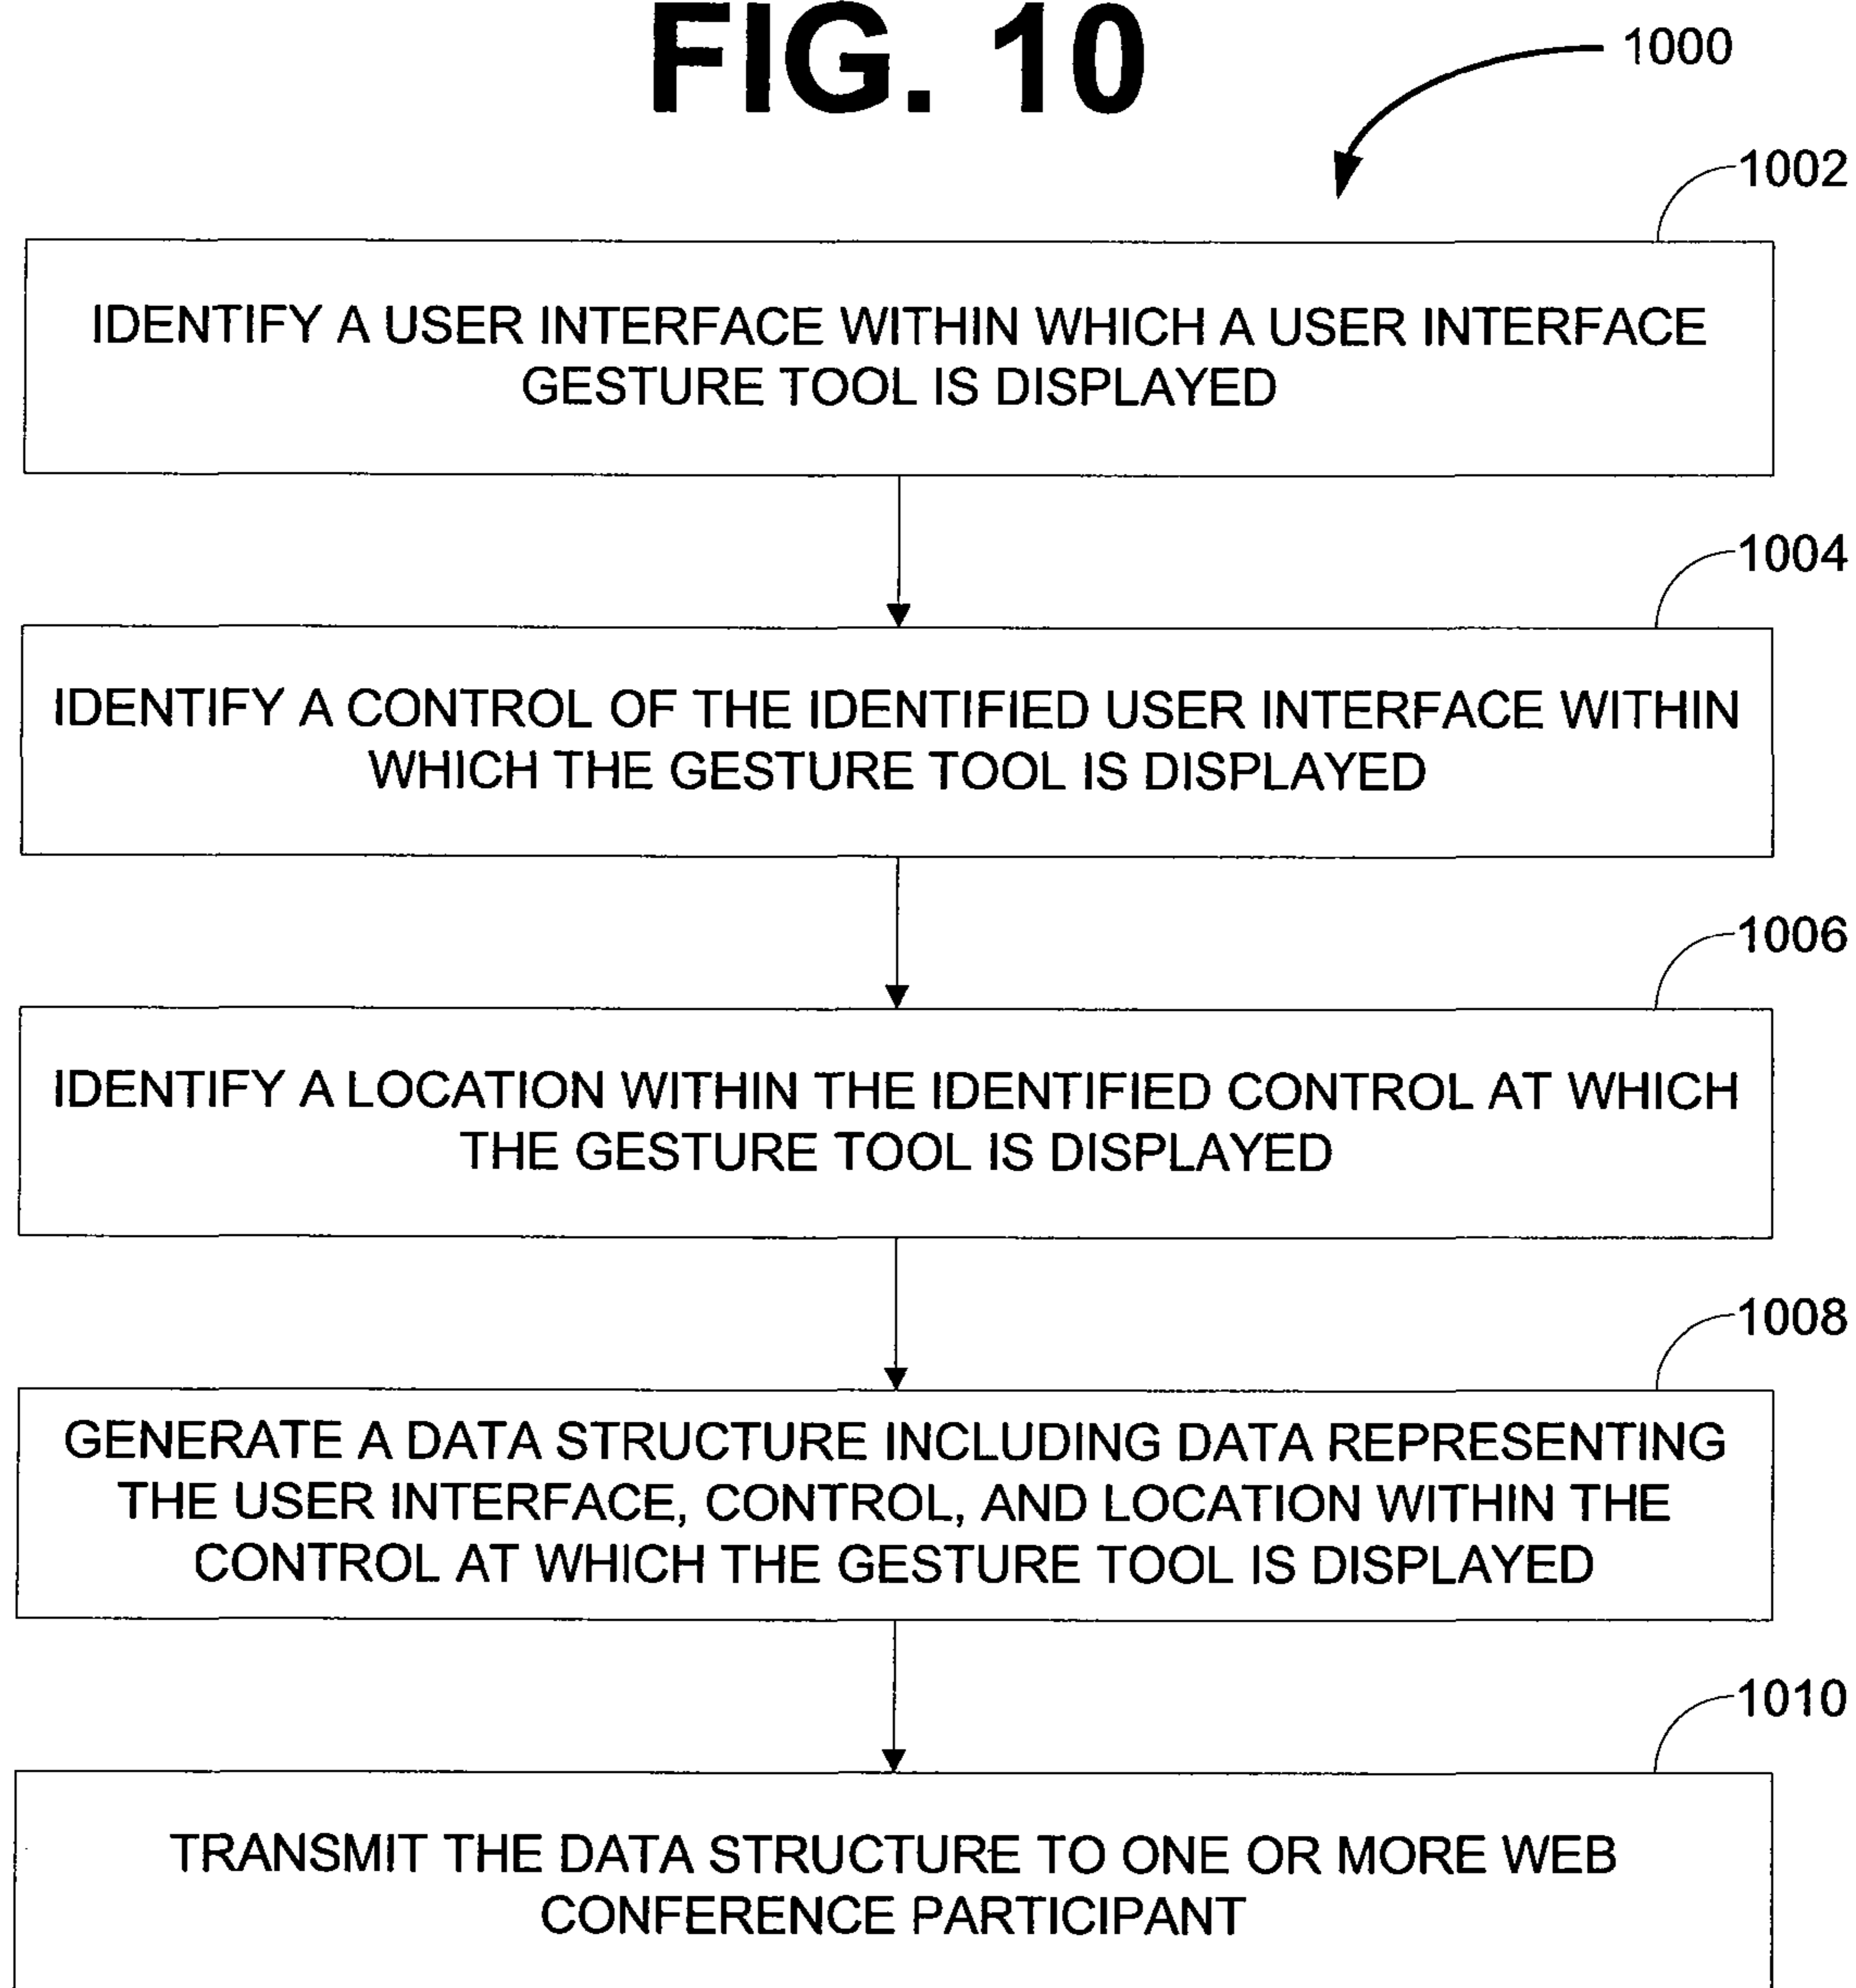 FIG. 10
1000
1002
IDENTIFY A USER INTERFACE WITHIN WHICH A USER INTERFACE
GESTURE TOOL IS DISPLAYED
1004
IDENTIFY A CONTROL OF THE IDENTIFIED USER INTERFACE WITHIN
WHICH THE GESTURE TOOL IS DISPLAYED
1006
IDENTIFY A LOCATION WITHIN THE IDENTIFIED CONTROL AT WHICH
THE GESTURE TOOL IS DISPLAYED
1008
GENERATE A DATA STRUCTURE INCLUDING DATA REPRESENTING
THE USER INTERFACE, CONTROL, AND LOCATION WITHIN THE
CONTROL AT WHICH THE GESTURE TOOL IS DISPLAYED
1010
TRANSMIT THE DATA STRUCTURE TO ONE OR MORE WEB
CONFERENCE PARTICIPANT